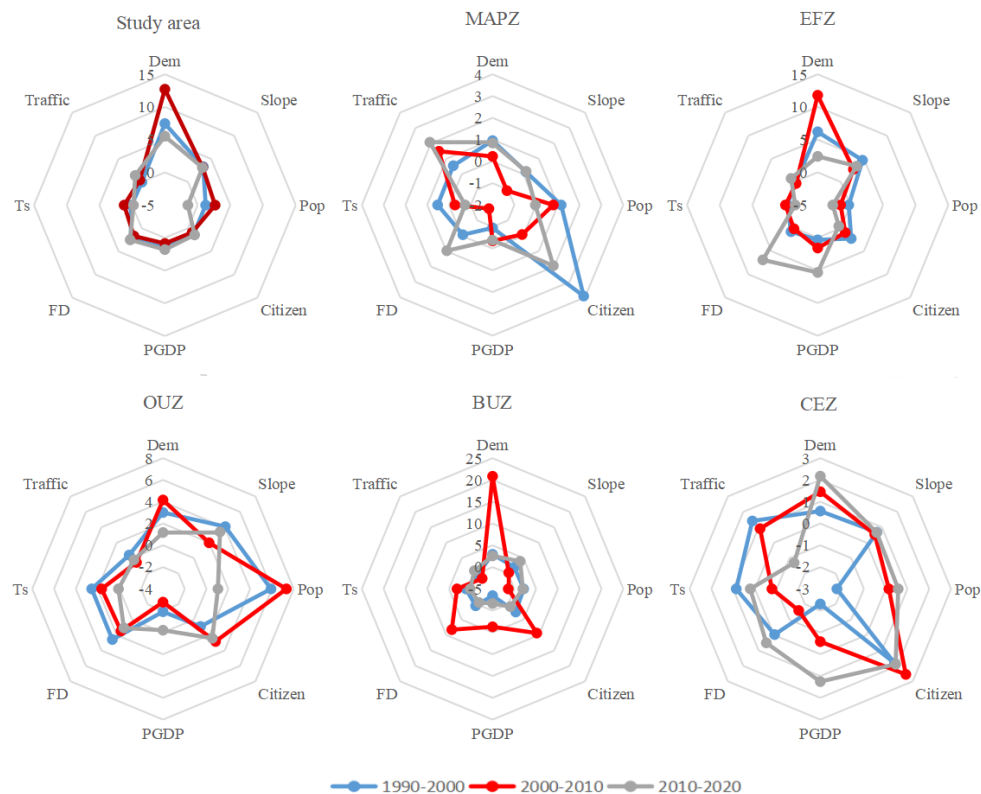 Study area
Dem
15
10
5
0
-5
Slope
Pop
Citizen
PGDP
FD
Ts
Traffic
MAPZ
Dem
4
3
2
1
0
-1
-2
Slope
Pop
Citizen
PGDP
FD
Ts
Traffic
EFZ
Dem
15
10
5
0
-5
Slope
Pop
Citizen
PGDP
FD
Ts
Traffic
OUZ
Dem
8
6
4
2
0
-2
-4
Slope
Pop
Citizen
PGDP
FD
Ts
Traffic
BUZ
Dem
25
20
15
10
5
0
-5
Slope
Pop
Citizen
PGDP
FD
Ts
Traffic
CEZ
Dem
3
2
1
0
-1
-2
-3
Slope
Pop
Citizen
PGDP
FD
Ts
Traffic
1990-2000 2000-2010 2010-2020